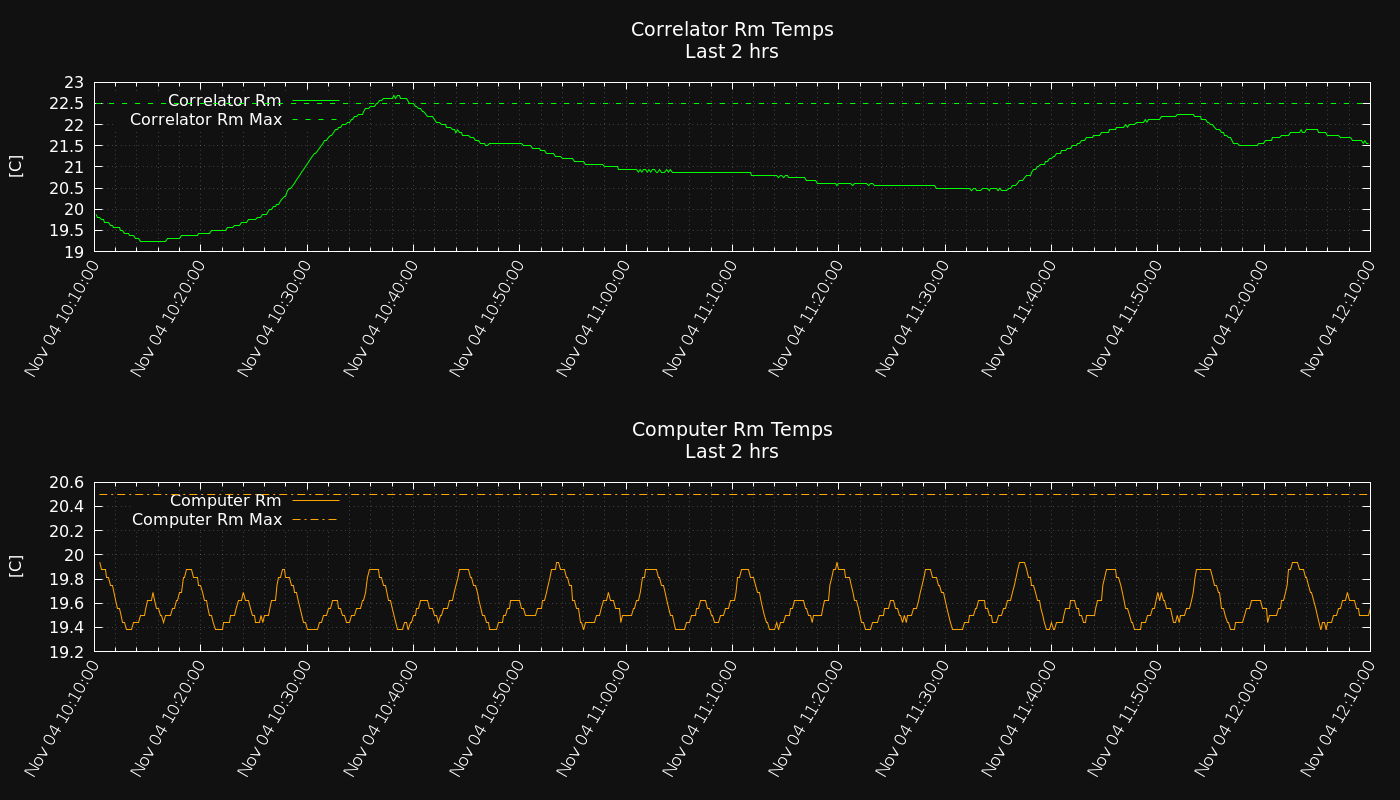 Correlator Rm Temps
Last 2 hrs
[C]
23
22.5
22
21.5
21
20.5
20
19.5
19
Correlator Rm
Correlator Rm Max
Nov 04 10:10:00
Nov 04 10:20:00
Nov 04 10:30:00
Nov 04 10:40:00
Nov 04 10:50:00
Nov 04 11:00:00
Nov 04 11:10:00
Nov 04 11:20:00
Nov 04 11:30:00
Nov 04 11:40:00
Nov 04 11:50:00
Nov 04 12:00:00
Nov 04 12:10:00
Computer Rm Temps
Last 2 hrs
[C]
20.6
20.4
20.2
20
19.8
19.6
19.4
19.2
Computer Rm
Computer Rm Max
Nov 04 10:10:00
Nov 04 10:20:00
Nov 04 10:30:00
Nov 04 10:40:00
Nov 04 10:50:00
Nov 04 11:00:00
Nov 04 11:10:00
Nov 04 11:20:00
Nov 04 11:30:00
Nov 04 11:40:00
Nov 04 11:50:00
Nov 04 12:00:00
Nov 04 12:10:00